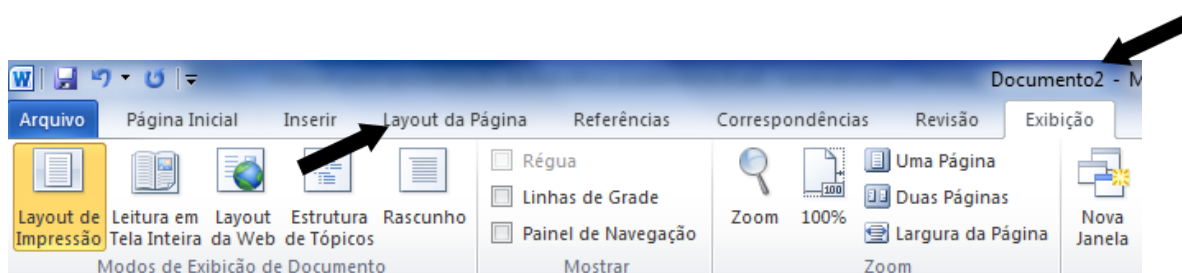 W
Documento2 - M
Arquivo Página Inicial Inserir Layout da Página Referências Correspondências Revisão Exibição
Layout de Impressão
Leitura em Tela Inteira
Layout da Web
Estrutura de Tópicos
Rascunho
Modos de Exibição de Documento
Régua
Linhas de Grade
Painel de Navegação
Mostrar
Zoom
100
100%
Uma Página
Duas Páginas
Largura da Página
Zoom
Nova Janela